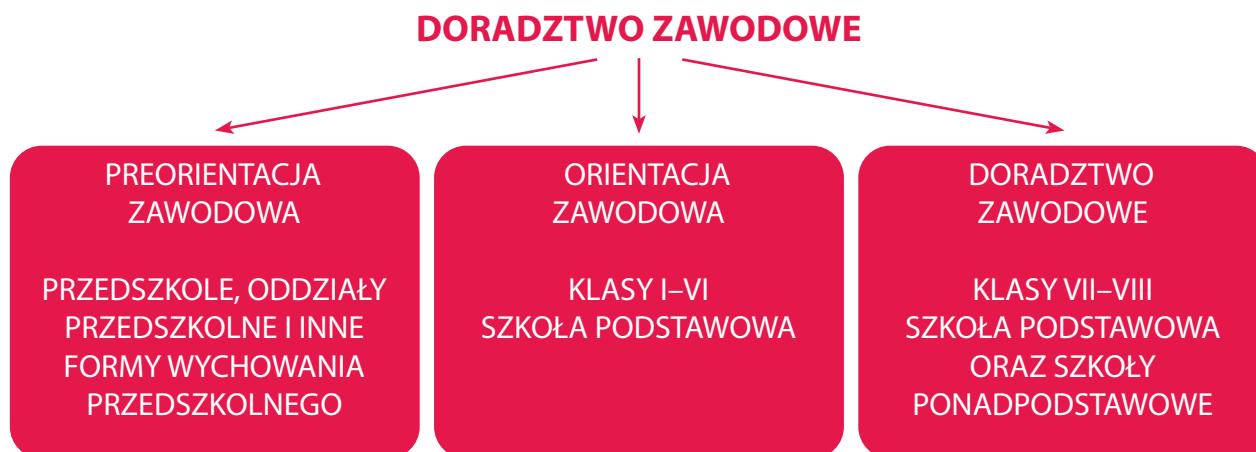 DORADZTWO ZAWODOWE
PREORIENTACJA
ZAWODOWA
PRZEDSZKOLE, ODDZIAŁY
PRZEDSZKOLNE I INNE
FORMY WYCHOWANIA
PRZEDSZKOLNEGO
ORIENTACJA
ZAWODOWA
KLASY I–VI
SZKOŁA PODSTAWOWA
DORADZTWO
ZAWODOWE
KLASY VII–VIII
SZKOŁA PODSTAWOWA
ORAZ SZKOŁY
PONADPODSTAWOWE